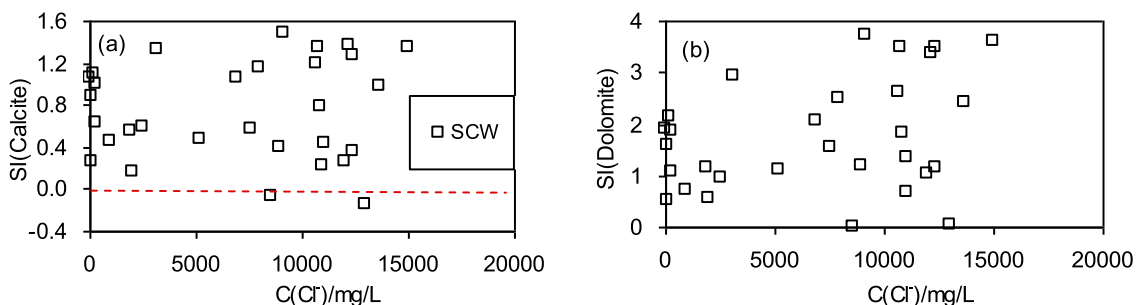 1.6
1.2
0.8
0.4
0.0
-0.4
SI(Calcite)
(a)
SCW
0 5000 10000 15000 20000
C(Cl⁻)/mg/L
4
3
2
1
0
SI(Dolomite)
(b)
0 5000 10000 15000 20000
C(Cl⁻)/mg/L